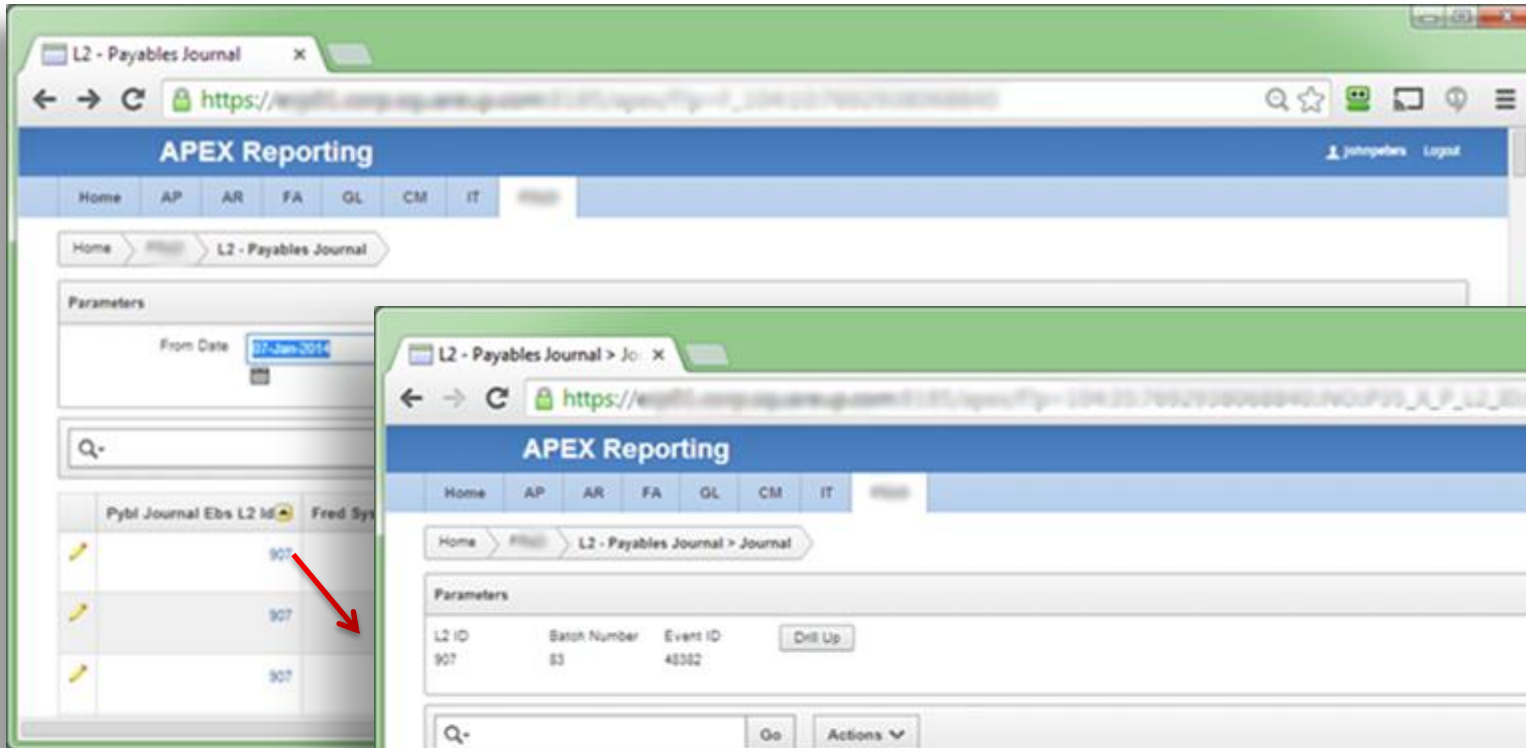 L2 - Payables Journal ×
https://
APEX Reporting
johnpeters Logout
Home AP AR FA GL CM IT
Home L2 - Payables Journal
Parameters
From Date 07-Jan-2014
Pybl Journal Ebs L2 Id Fred Sys
907
907
907
L2 - Payables Journal > Jo ×
https://
APEX Reporting
Home AP AR FA GL CM IT
Home L2 - Payables Journal > Journal
Parameters
L2 ID Batch Number Event ID Drill Up
907 83 48382
Go Actions